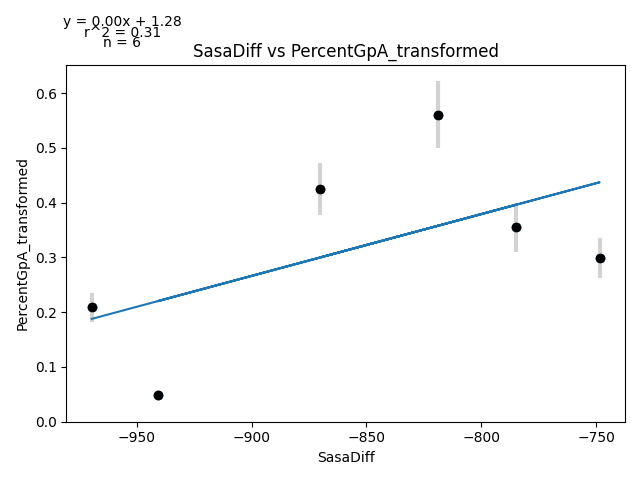 y = 0.00x + 1.28
r^2 = 0.31
n = 6
SasaDiff vs PercentGpA_transformed
PercentGpA_transformed
0.6
0.5
0.4
0.3
0.2
0.1
0.0
−950
−900
−850
−800
−750
SasaDiff